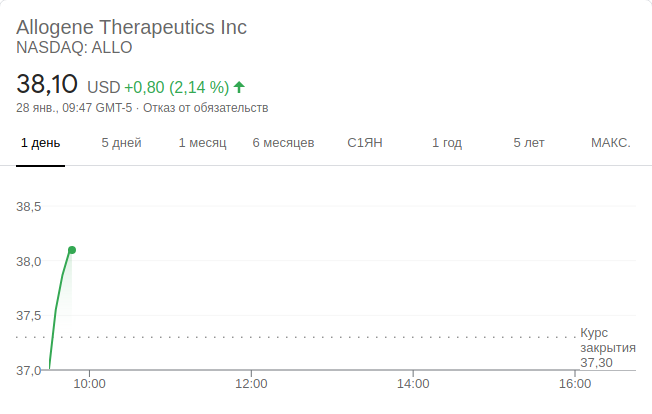 Allogene Therapeutics Inc
NASDAQ: ALLO
38,10 USD +0,80 (2,14 %)
28 янв., 09:47 GMT-5 · Отказ от обязательств
1 день 5 дней 1 месяц 6 месяцев С1ЯН 1 год 5 лет МАКС.
38,5
38,0
37,5
37,0
Курс
закрытия
37,30
10:00 12:00 14:00 16:00